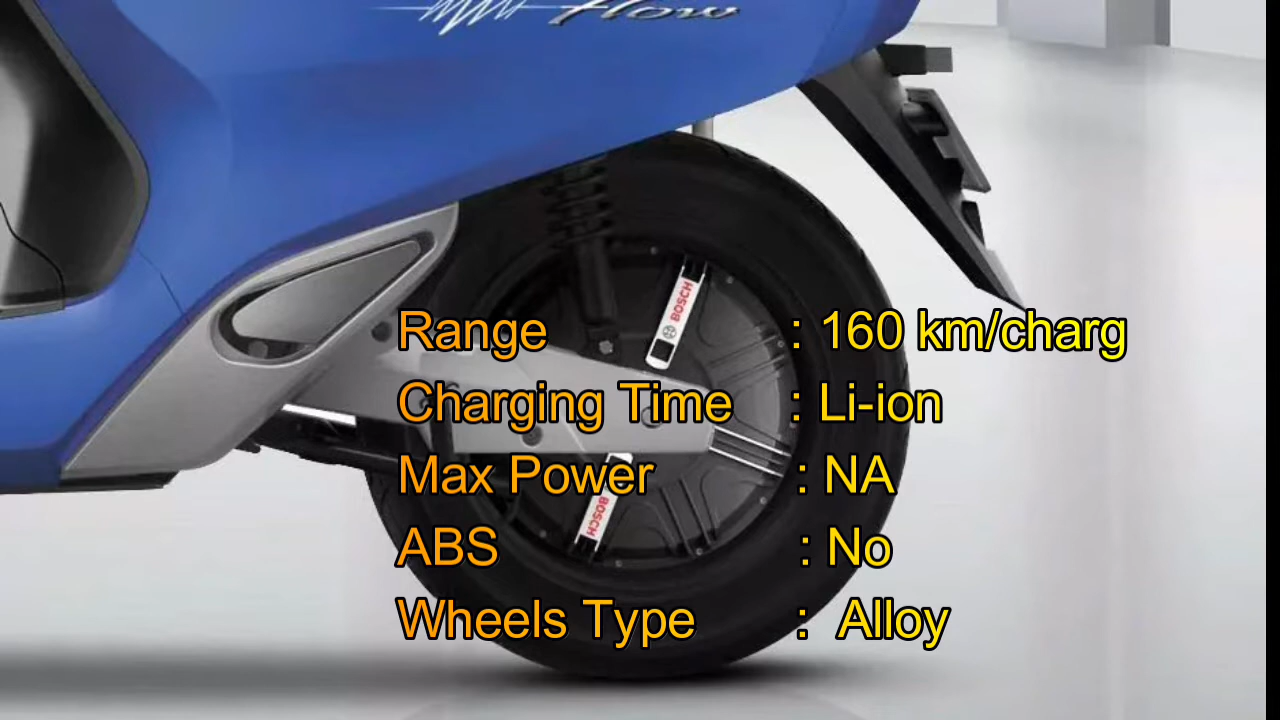 flow
BOSCH
Range : 160 km/charg
Charging Time : Li-ion
Max Power : NA
BOSCH
ABS : No
Wheels Type : Alloy